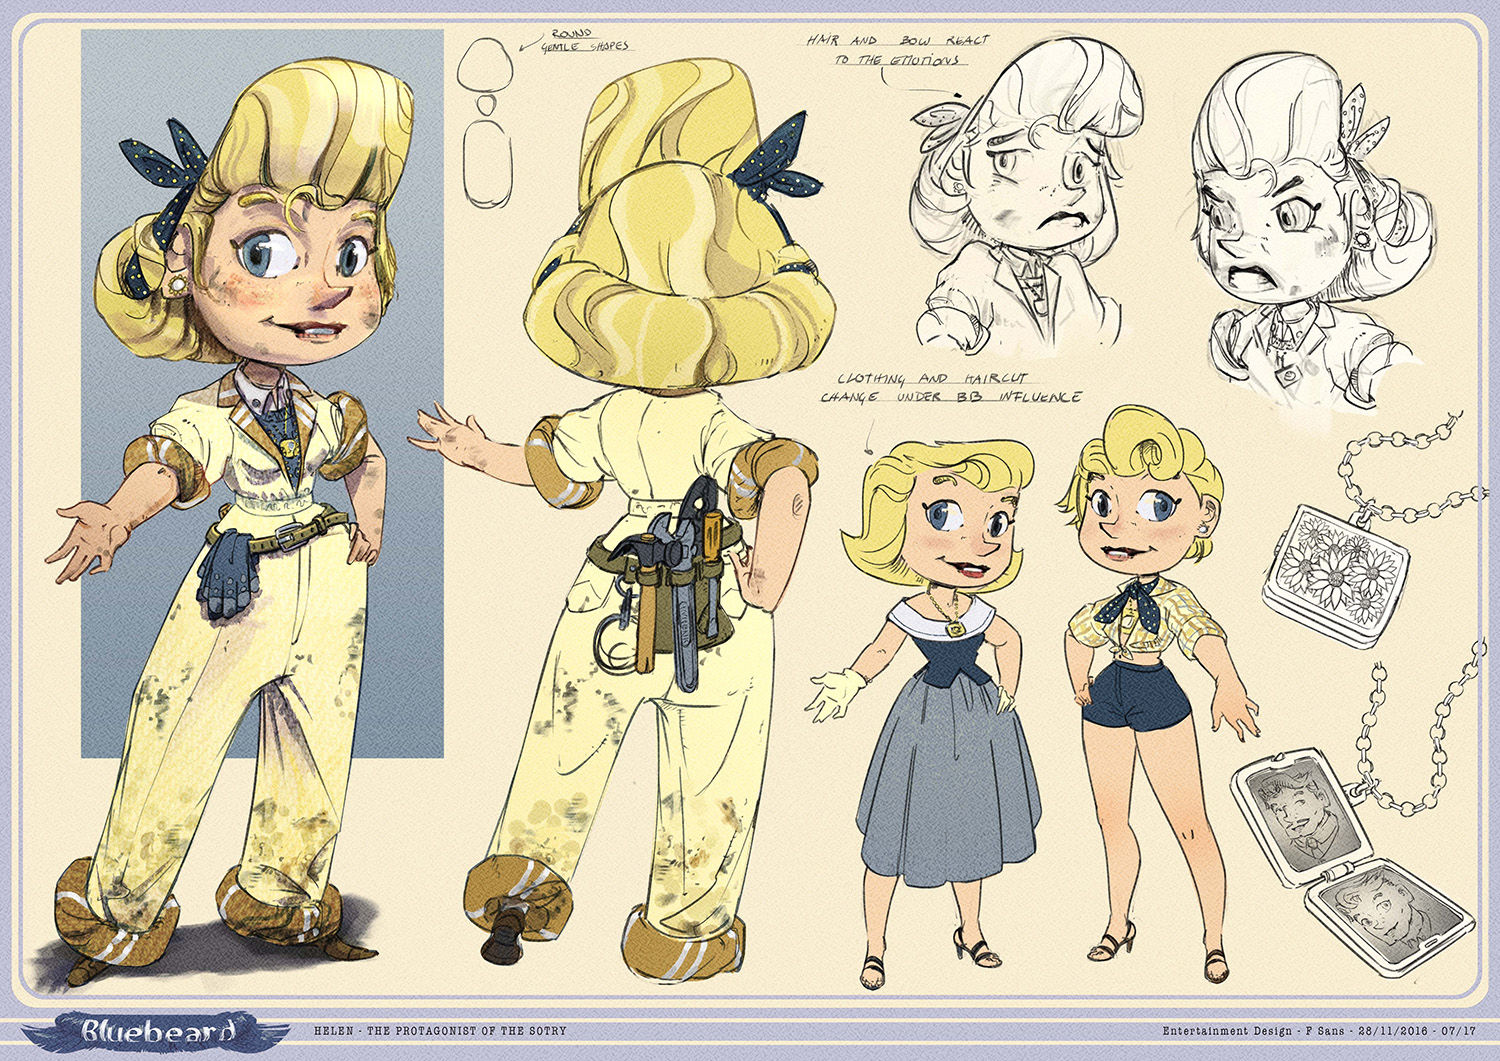 ROUND
GENTLE SHAPES
HAIR AND BOW REACT
TO THE EMOTIONS
CLOTHING AND HAIRCUT
CHANGE UNDER BB INFLUENCE
Bluebeard
HELEN - THE PROTAGONIST OF THE SOTRY
Entertainment Design - F Sans - 28/11/2016 - 07/17